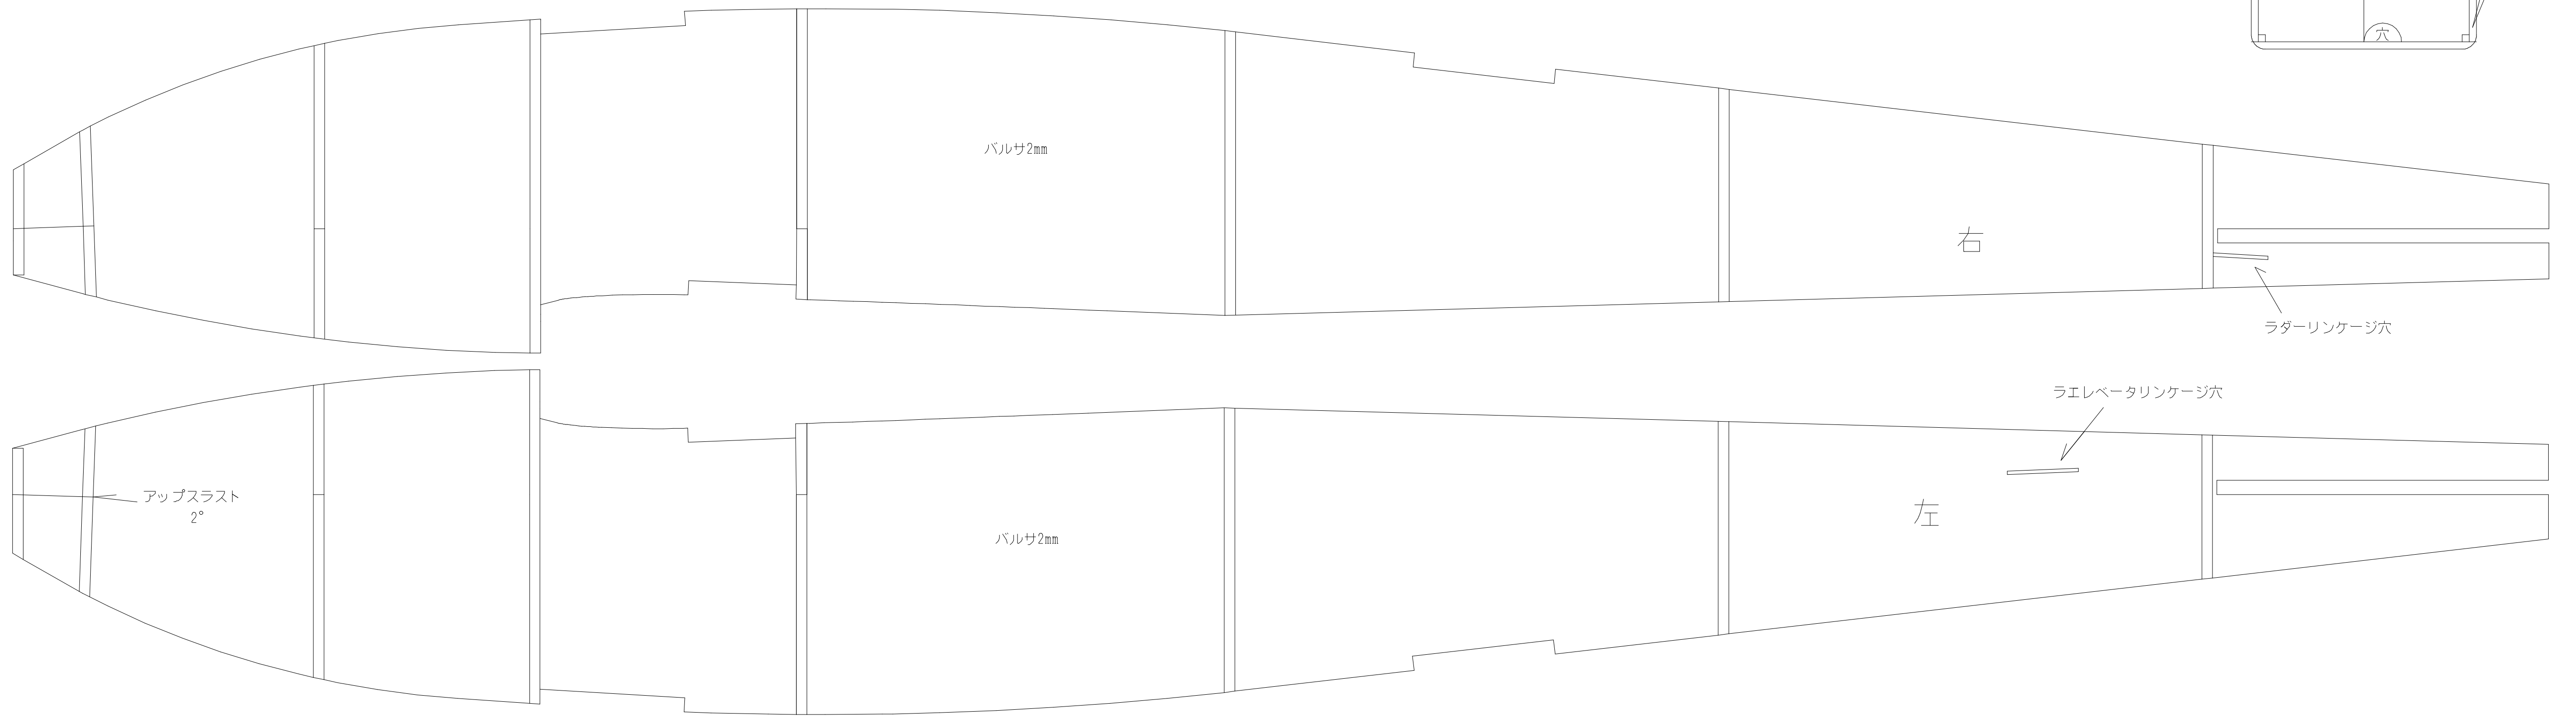 穴
バルサ2mm
右
ラダーリンケージ穴
ラエレベータリンケージ穴
アップスラスト
2°
左
バルサ2mm